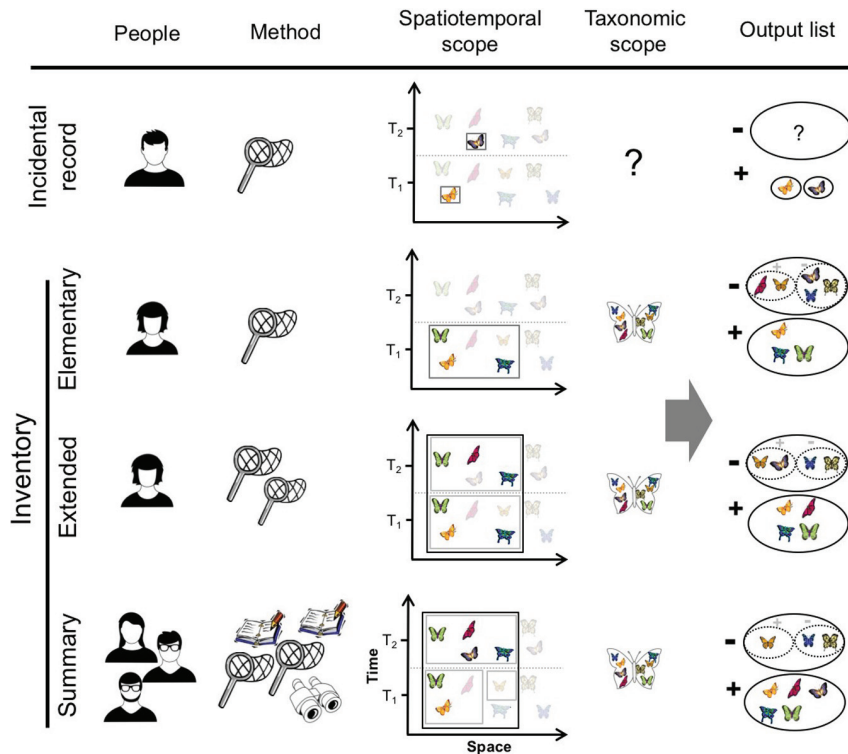 People Method Spatiotemporal scope Taxonomic scope Output list
Incidental record
T2
T1
?
-
?
+
Inventory
Elementary
T2
T1
+ -
-
+
Extended
T2
T1
+ -
-
+
Summary
Time
T2
T1
Space
+ -
-
+